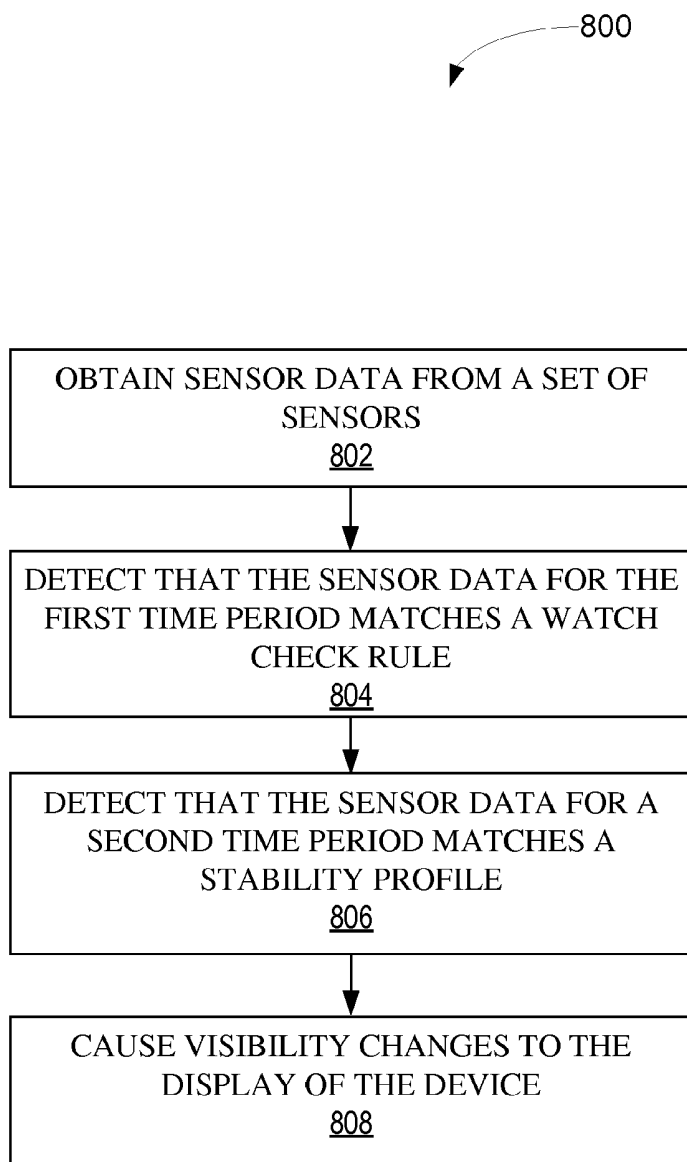 800
OBTAIN SENSOR DATA FROM A SET OF
SENSORS
802
DETECT THAT THE SENSOR DATA FOR THE
FIRST TIME PERIOD MATCHES A WATCH
CHECK RULE
804
DETECT THAT THE SENSOR DATA FOR A
SECOND TIME PERIOD MATCHES A
STABILITY PROFILE
806
CAUSE VISIBILITY CHANGES TO THE
DISPLAY OF THE DEVICE
808